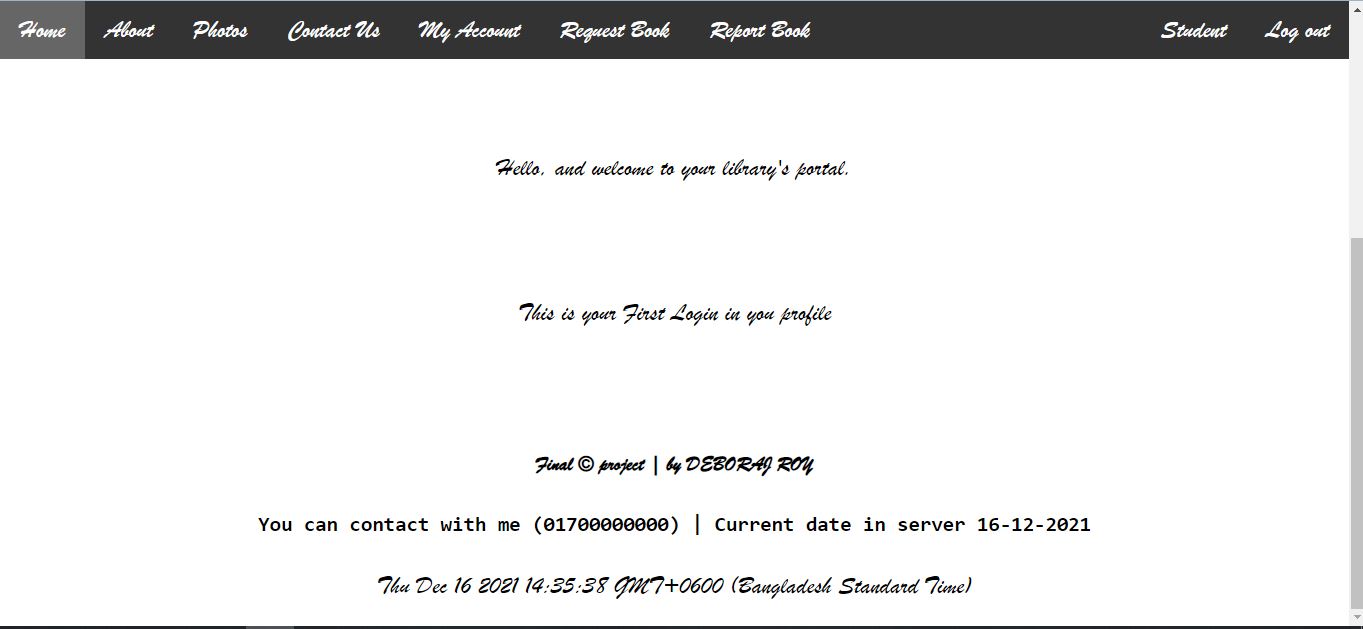 Home About Photos Contact Us My Account Request Book Report Book Student Log out
Hello, and welcome to your library's portal.
This is your First Login in you profile
Final © project | by DEBORAJ ROY
You can contact with me (01700000000) | Current date in server 16-12-2021
Thu Dec 16 2021 14:35:38 GMT+0600 (Bangladesh Standard Time)